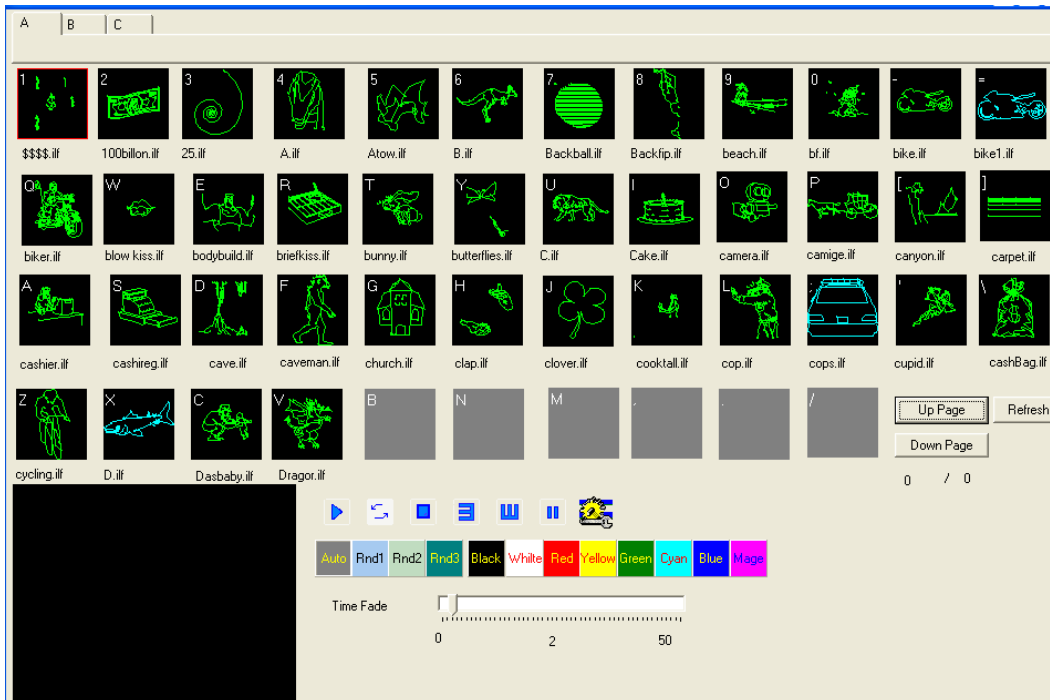 A B C
1 2 3 4 5 6 7. 8 9 0 - =
$$$$.ilf 100billon.ilf 25.ilf A.ilf Atow.ilf B.ilf Backball.ilf Backfip.ilf beach.ilf bf.ilf bike.ilf bike1.ilf
Q W E R T Y U I O P [ ]
biker.ilf blow kiss.ilf bodybuild.ilf briefkiss.ilf bunny.ilf butterflies.ilf C.ilf Cake.ilf camera.ilf camige.ilf canyon.ilf carpet.ilf
A S D F G H J K L ; ' \
cashier.ilf cashireg.ilf cave.ilf caveman.ilf church.ilf clap.ilf clover.ilf cooktall.ilf cop.ilf cops.ilf cupid.ilf cashBag.ilf
Z X C V B N M , . /
Up Page Refresh
Down Page
cycling.ilf D.ilf Dasbaby.ilf Dragor.ilf
0 / 0
Auto Rnd1 Rnd2 Rnd3 Black Whilte Red Yellow Green Cyan Blue Mage
Time Fade
0 2 50